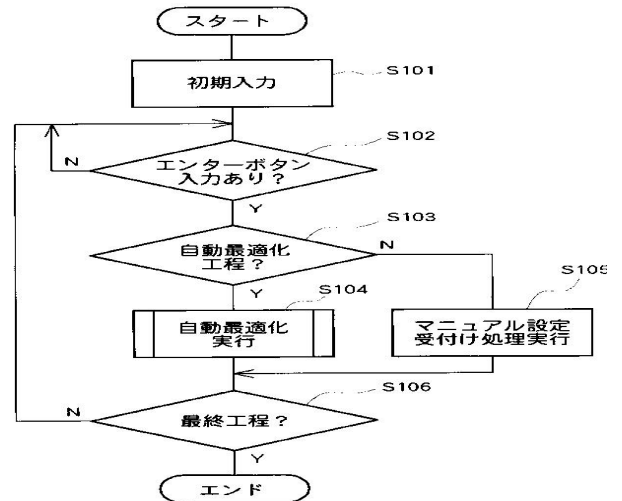 スタート
初期入力
S101
S102
N
エンターボタン
入力あり？
Y
S103
自動最適化
工程？
N
Y
S104
S105
自動最適化
実行
マニュアル設定
受付け処理実行
S106
N
最終工程？
Y
エンド